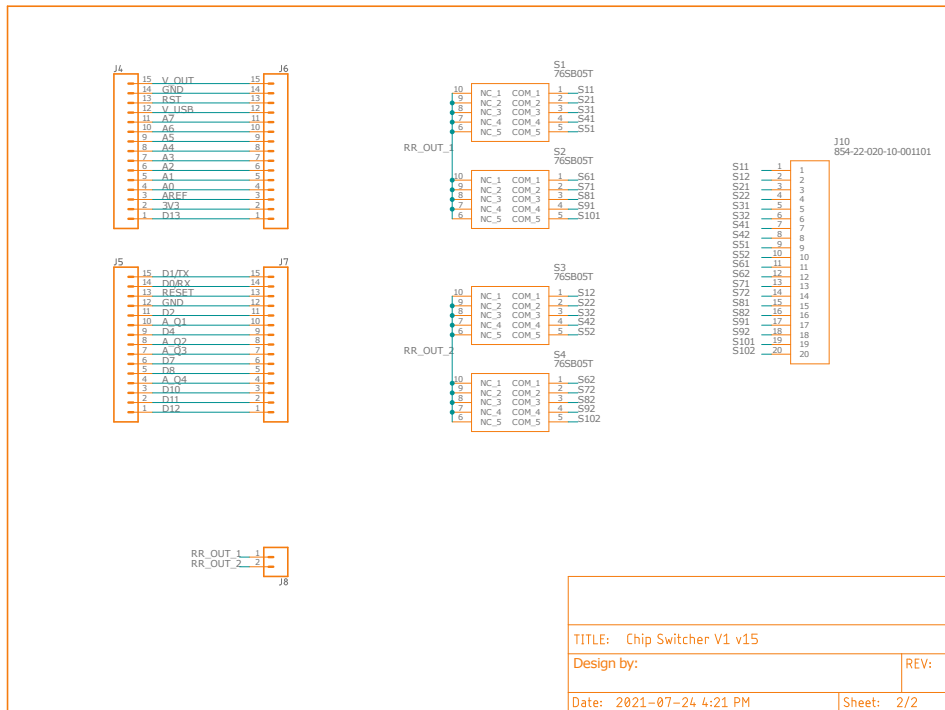 J4 J6
15 V_OUT 15
14 GND 14
13 RST 13
12 V_USB 12
11 A7 11
10 A6 10
9 A5 9
8 A4 8
7 A3 7
6 A2 6
5 A1 5
4 A0 4
3 AREF 3
2 3V3 2
1 D13 1
J5 J7
15 D1/TX 15
14 D0/RX 14
13 RESET 13
12 GND 12
11 D2 11
10 A_Q1 10
9 D4 9
8 A_Q2 8
7 A_Q3 7
6 D7 6
5 D8 5
4 A_Q4 4
3 D10 3
2 D11 2
1 D12 1
RR_OUT_1 1
RR_OUT_2 2
J8
S1
76SB05T
10 NC_1 COM_1 1 S11
9 NC_2 COM_2 2 S21
8 NC_3 COM_3 3 S31
7 NC_4 COM_4 4 S41
6 NC_5 COM_5 5 S51
RR_OUT_1
S2
76SB05T
10 NC_1 COM_1 1 S61
9 NC_2 COM_2 2 S71
8 NC_3 COM_3 3 S81
7 NC_4 COM_4 4 S91
6 NC_5 COM_5 5 S101
S3
76SB05T
10 NC_1 COM_1 1 S12
9 NC_2 COM_2 2 S22
8 NC_3 COM_3 3 S32
7 NC_4 COM_4 4 S42
6 NC_5 COM_5 5 S52
RR_OUT_2
S4
76SB05T
10 NC_1 COM_1 1 S62
9 NC_2 COM_2 2 S72
8 NC_3 COM_3 3 S82
7 NC_4 COM_4 4 S92
6 NC_5 COM_5 5 S102
J10
854-22-020-10-001101
S11 1 1
S12 2 2
S21 3 3
S22 4 4
S31 5 5
S32 6 6
S41 7 7
S42 8 8
S51 9 9
S52 10 10
S61 11 11
S62 12 12
S71 13 13
S72 14 14
S81 15 15
S82 16 16
S91 17 17
S92 18 18
S101 19 19
S102 20 20
TITLE: Chip Switcher V1 v15
Design by: REV:
Date: 2021-07-24 4:21 PM Sheet: 2/2